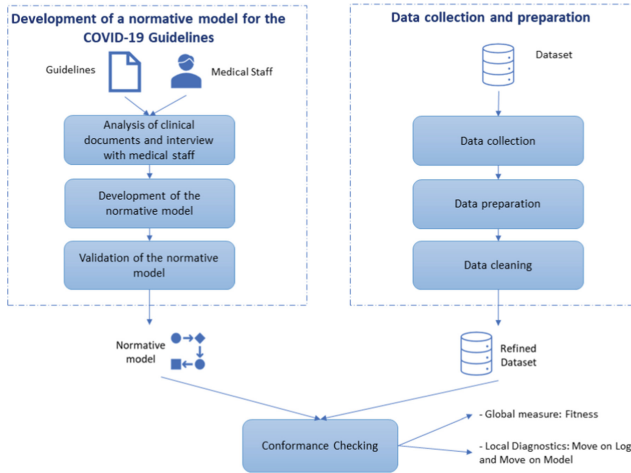 Development of a normative model for the
COVID-19 Guidelines
Guidelines
Medical Staff
Analysis of clinical
documents and interview
with medical staff
Development of the
normative model
Validation of the normative
model
Normative
model
Data collection and preparation
Dataset
Data collection
Data preparation
Data cleaning
Refined
Dataset
Conformance Checking
- Global measure: Fitness
- Local Diagnostics: Move on Log
and Move on Model